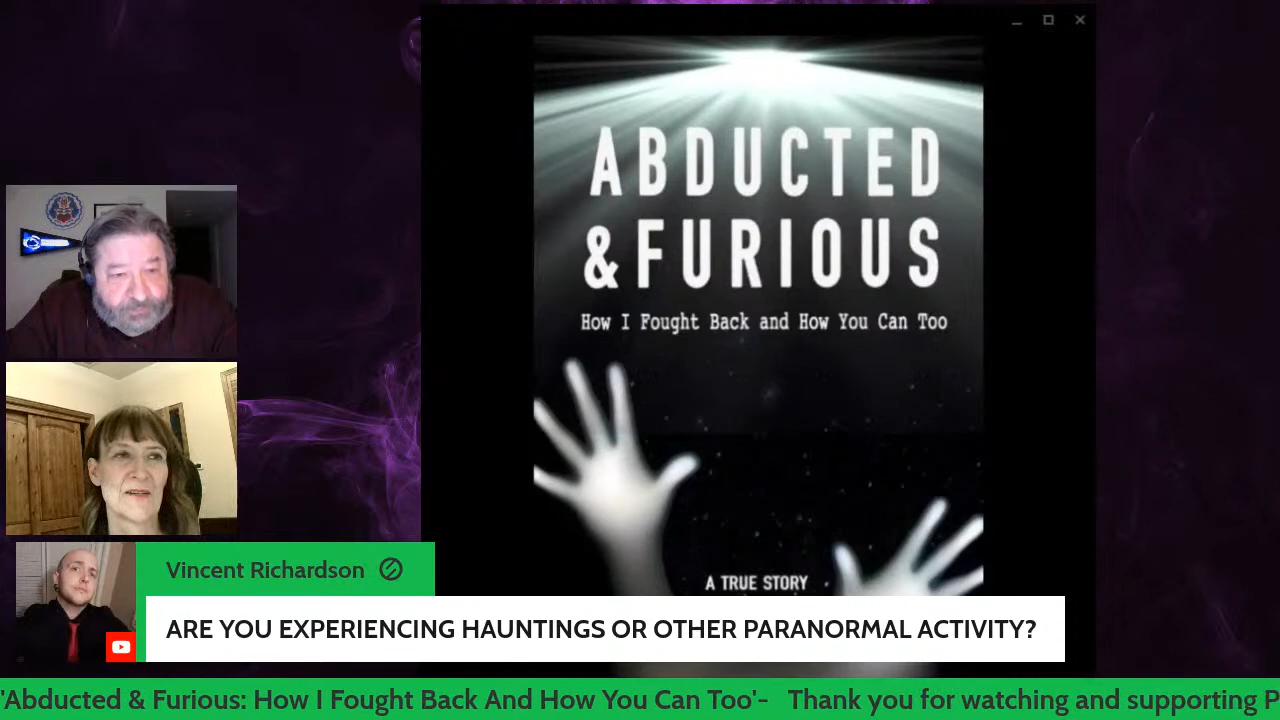 ABDUCTED
& FURIOUS
How I Fought Back and How You Can Too
A TRUE STORY
Vincent Richardson
ARE YOU EXPERIENCING HAUNTINGS OR OTHER PARANORMAL ACTIVITY?
'Abducted & Furious: How I Fought Back And How You Can Too'- Thank you for watching and supporting P